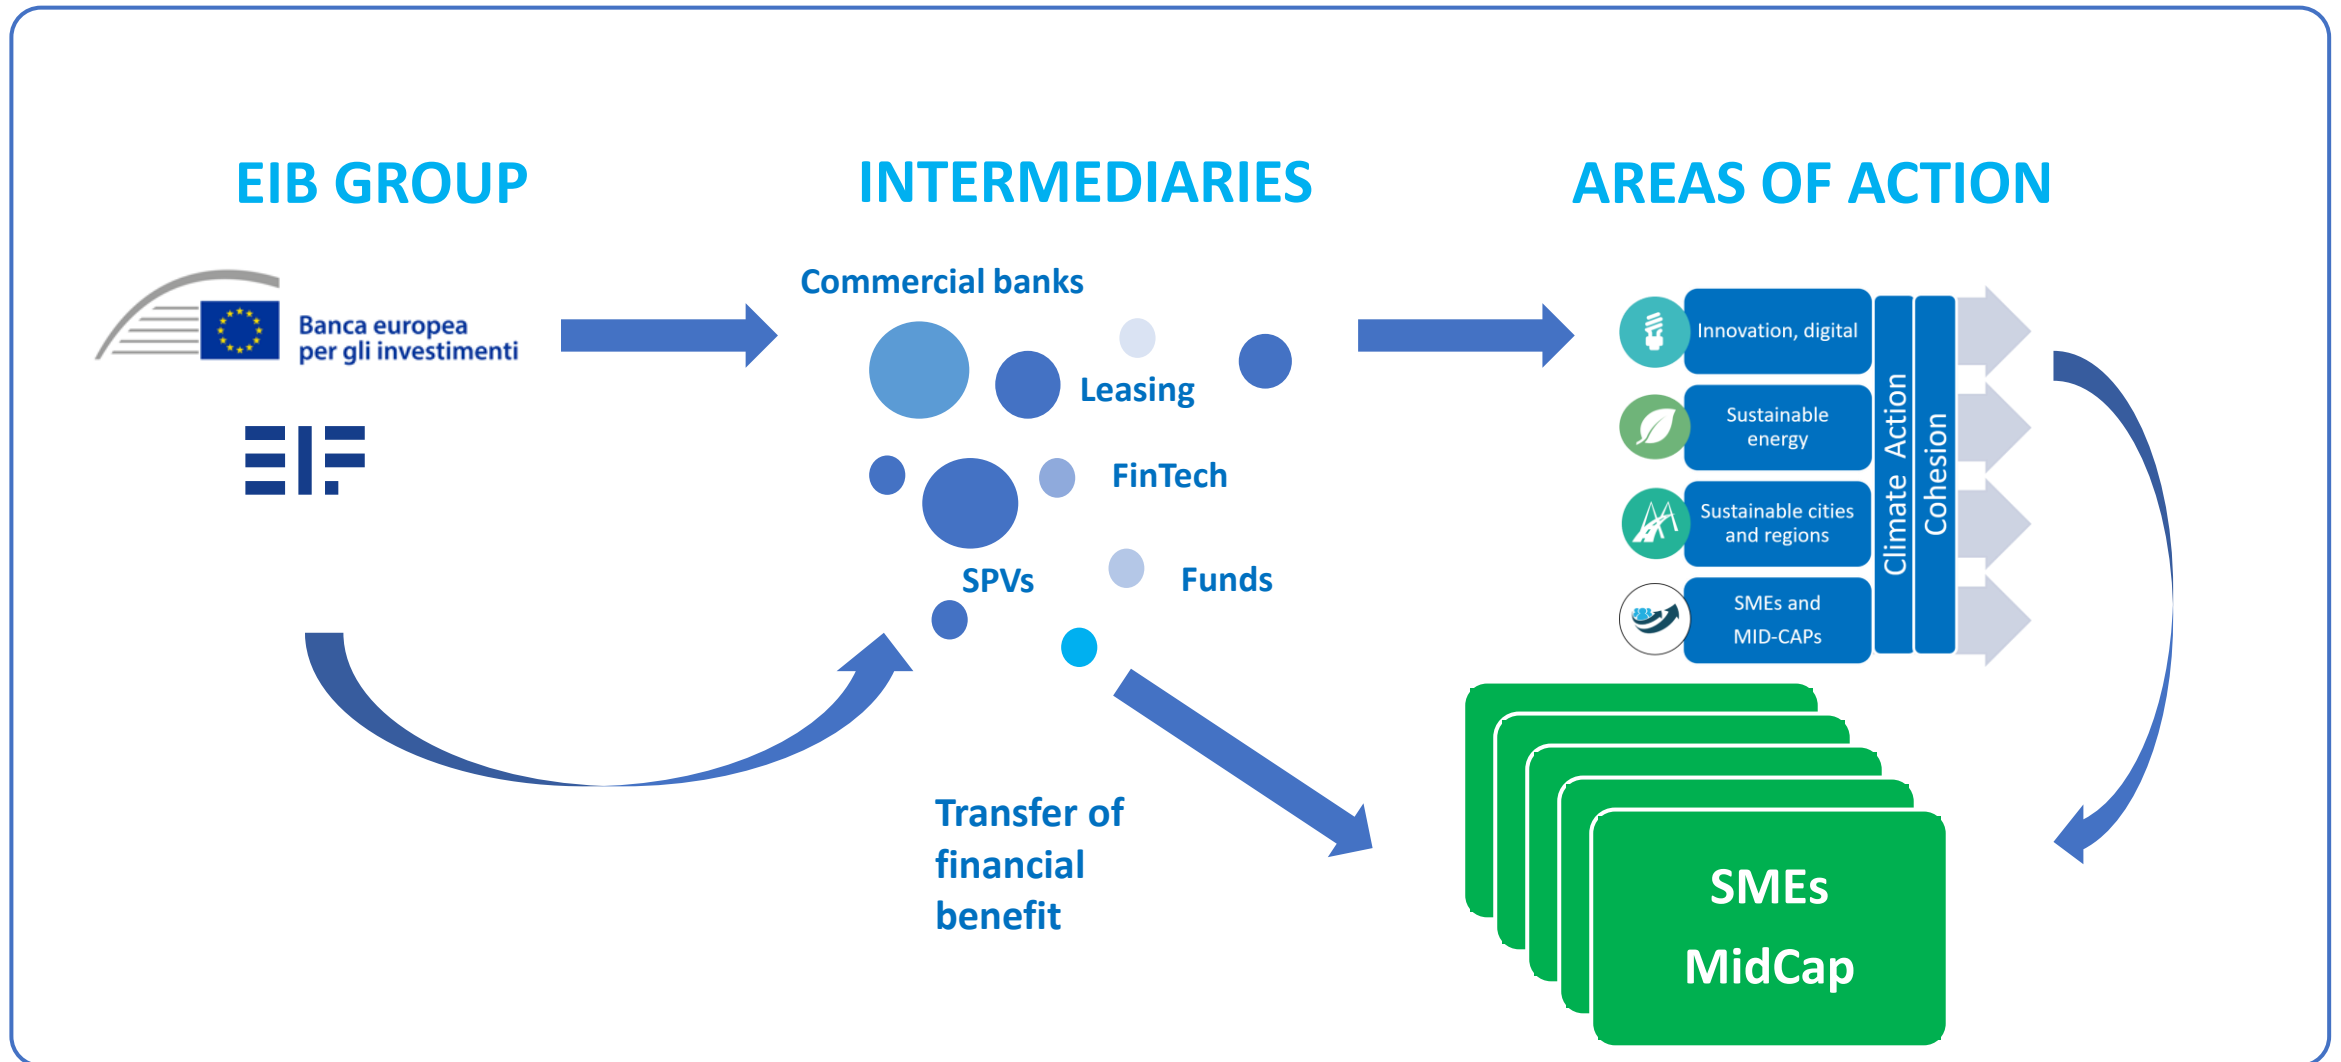 EIB GROUP
INTERMEDIARIES
AREAS OF ACTION
Banca europea
per gli investimenti
EIF
Commercial banks
Leasing
FinTech
SPVs
Funds
Innovation, digital
Sustainable
energy
Sustainable cities
and regions
SMEs and
MID-CAPs
Climate Action
Cohesion
Transfer of
financial
benefit
SMEs
MidCap